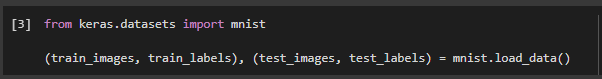 [3] from keras.datasets import mnist
(train_images, train_labels), (test_images, test_labels) = mnist.load_data()